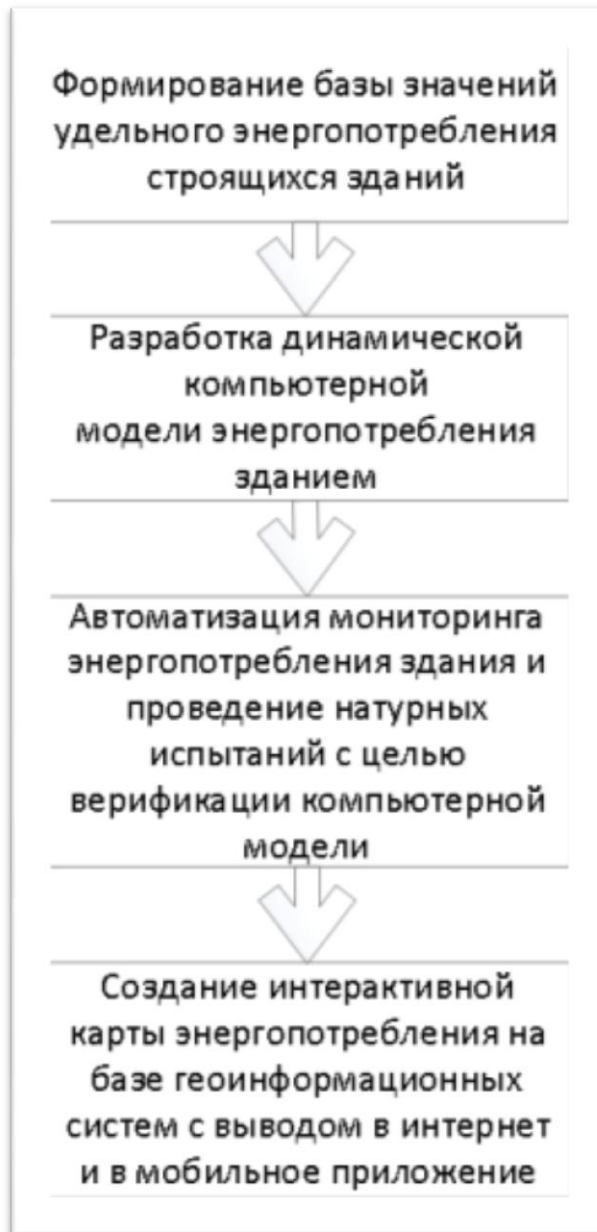 Формирование базы значений
удельного энергопотребления
строящихся зданий
Разработка динамической
компьютерной
модели энергопотребления
зданием
Автоматизация мониторинга
энергопотребления здания и
проведение натурных
испытаний с целью
верификации компьютерной
модели
Создание интерактивной
карты энергопотребления на
базе геоинформационных
систем с выводом в интернет
и в мобильное приложение